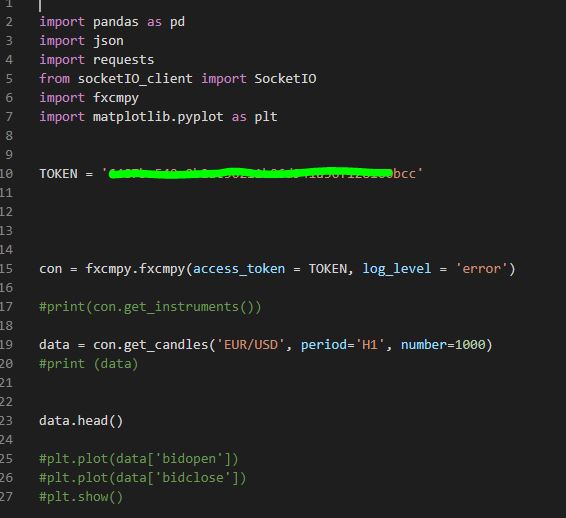 1
2 import pandas as pd
3 import json
4 import requests
5 from socketIO_client import SocketIO
6 import fxcmpy
7 import matplotlib.pyplot as plt
8
9
10 TOKEN = ' bcc'
11
12
13
14
15 con = fxcmpy.fxcmpy(access_token = TOKEN, log_level = 'error')
16
17 #print(con.get_instruments())
18
19 data = con.get_candles('EUR/USD', period='H1', number=1000)
20 #print (data)
21
22
23 data.head()
24
25 #plt.plot(data['bidopen'])
26 #plt.plot(data['bidclose'])
27 #plt.show()